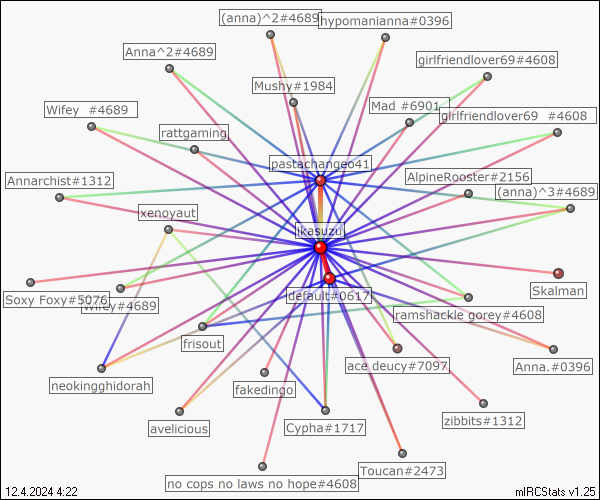 (anna)^2#4689
hypomanianna#0396
Anna^2#4689
girlfriendlover69#4608
Mushy#1984
Wifey #4689
Mad #6901
girlfriendlover69 #4608
rattgaming
pastachangeo41
Annarchist#1312
AlpineRooster#2156
(anna)^3#4689
xenoyaut
likasuzu
Skalman
Soxy Foxy#5076
Wifey#4689
default#0617
ramshackle gorey#4608
frisout
ace deucy#7097
Anna.#0396
neokingghidorah
fakedingo
avelicious
Cypha#1717
zibbits#1312
Toucan#2473
no cops no laws no hope#4608
12.4.2024 4:22
mIRCStats v1.25